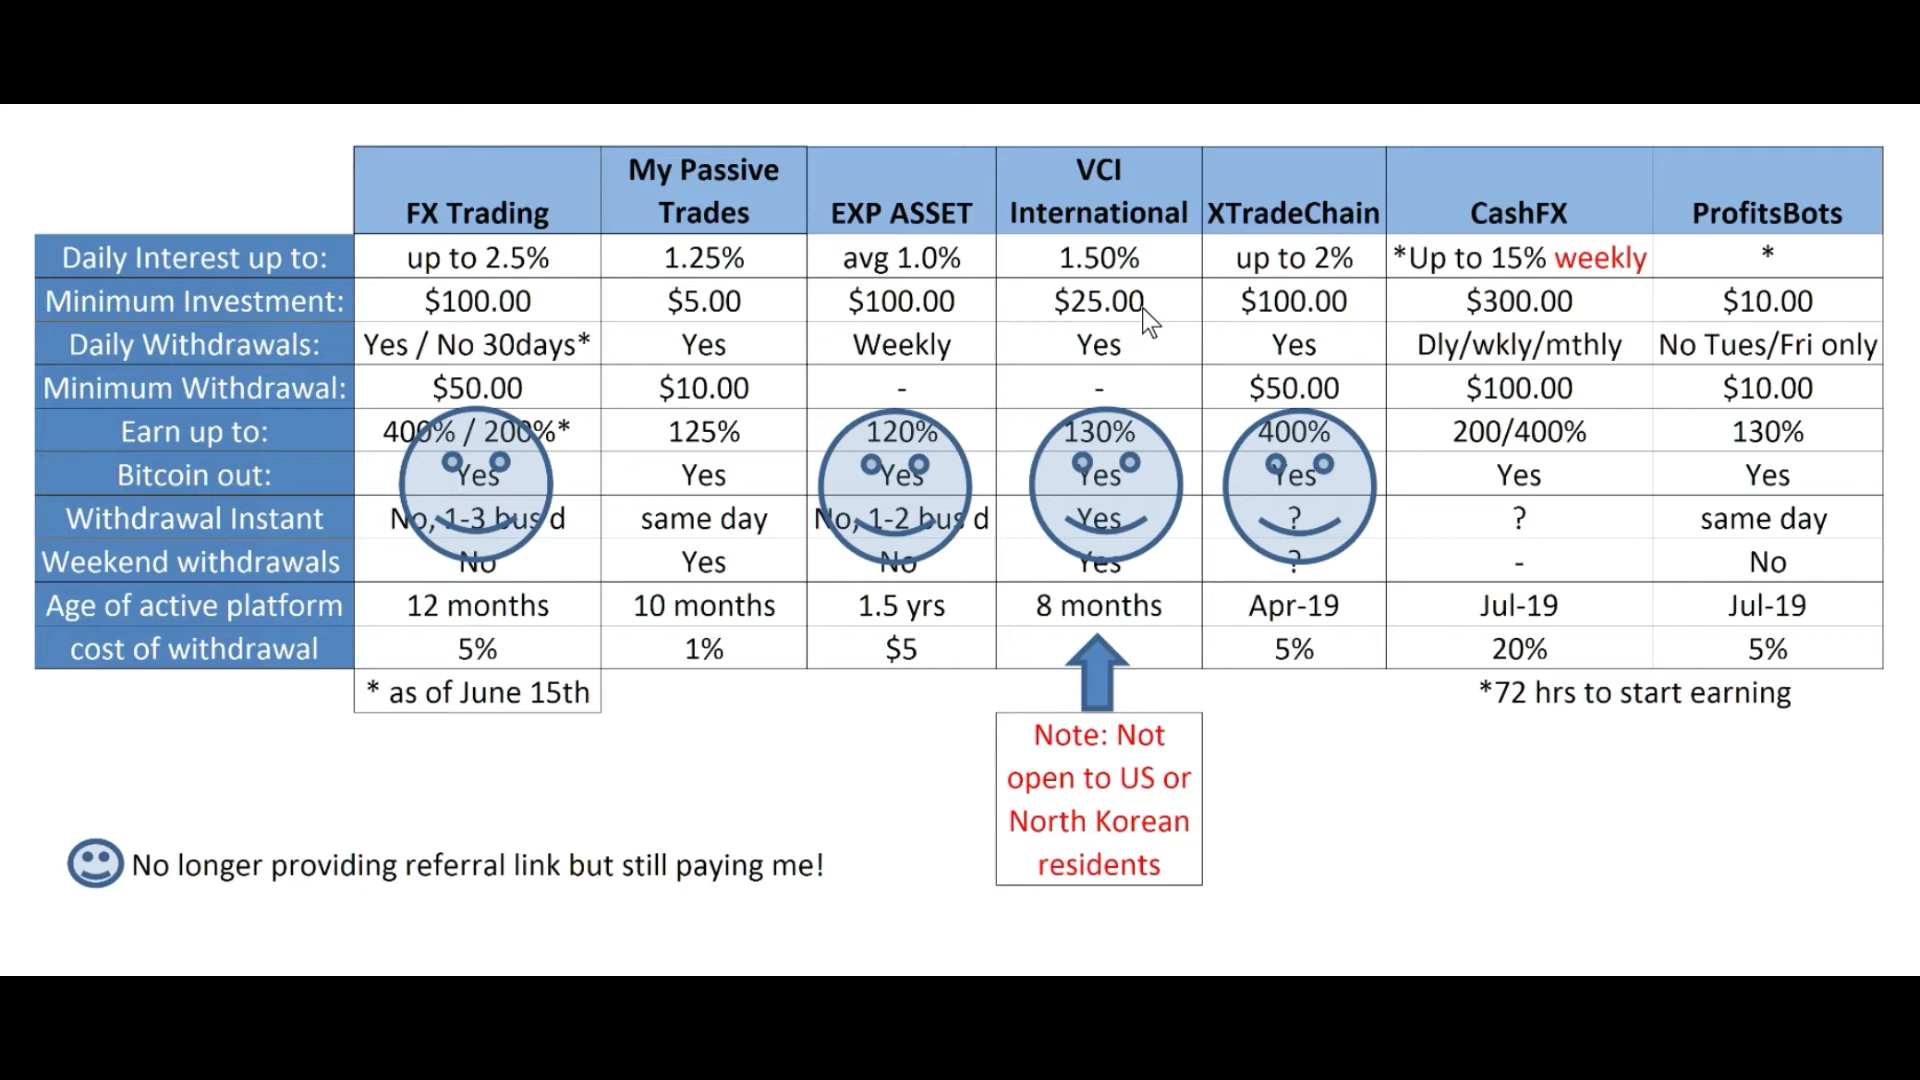 My Passive VCI
FX Trading Trades EXP ASSET International XTradeChain CashFX ProfitsBots
Daily Interest up to: up to 2.5% 1.25% avg 1.0% 1.50% up to 2% *Up to 15% weekly *
Minimum Investment: $100.00 $5.00 $100.00 $25.00 $100.00 $300.00 $10.00
Daily Withdrawals: Yes / No 30days* Yes Weekly Yes Yes Dly/wkly/mthly No Tues/Fri only
Minimum Withdrawal: $50.00 $10.00 - - $50.00 $100.00 $10.00
Earn up to: 400% / 200%* 125% 120% 130% 400% 200/400% 130%
Bitcoin out: Yes Yes Yes Yes Yes Yes Yes
Withdrawal Instant No, 1-3 bus d same day No, 1-2 bus d Yes ? ? same day
Weekend withdrawals No Yes No Yes ? - No
Age of active platform 12 months 10 months 1.5 yrs 8 months Apr-19 Jul-19 Jul-19
cost of withdrawal 5% 1% $5 5% 20% 5%
* as of June 15th *72 hrs to start earning
Note: Not
open to US or
North Korean
residents
No longer providing referral link but still paying me!